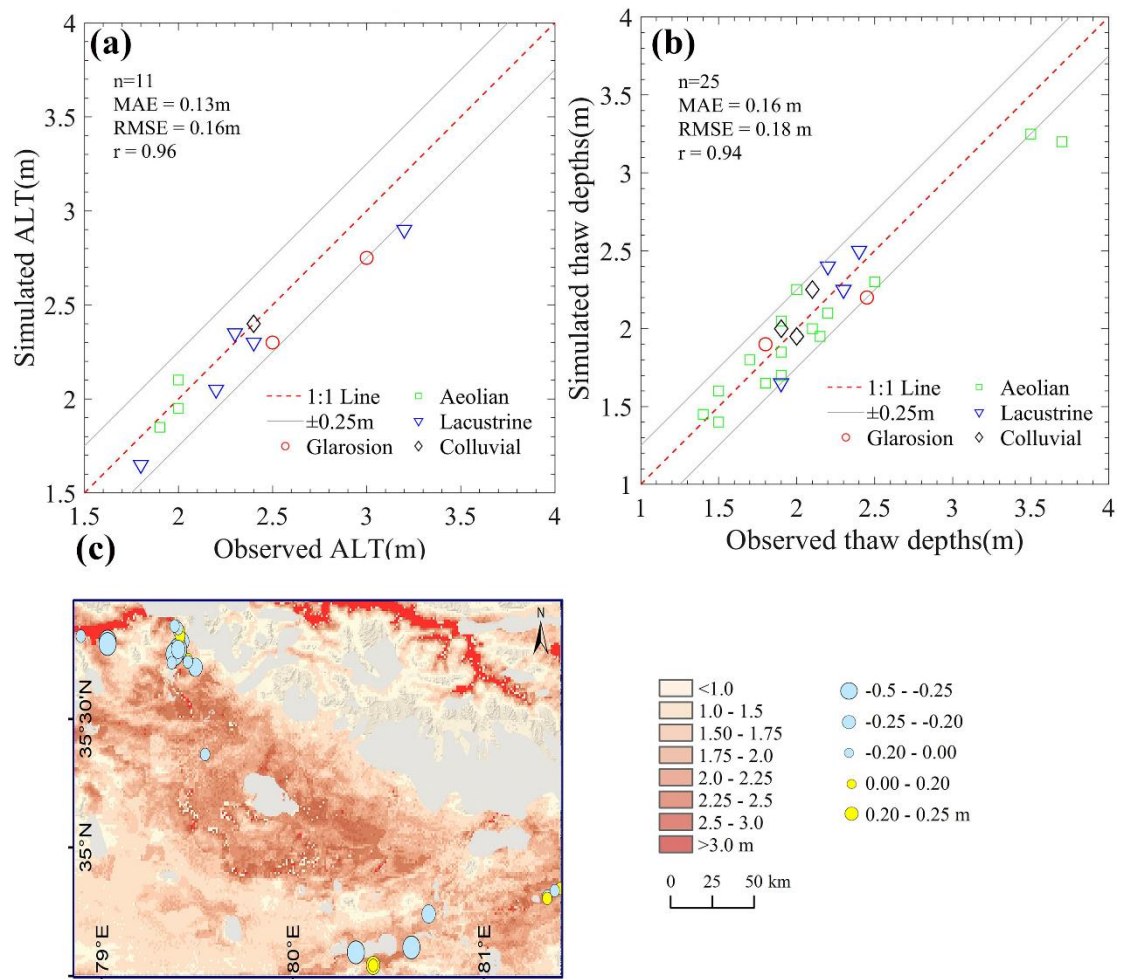 (a)
n=11
MAE = 0.13m
RMSE = 0.16m
r = 0.96
4
3.5
3
2.5
2
1.5
Simulated ALT(m)
1:1 Line
±0.25m
Glarosion
Aeolian
Lacustrine
Colluvial
1.5
2
2.5
3
3.5
4
Observed ALT(m)
(b)
n=25
MAE = 0.16 m
RMSE = 0.18 m
r = 0.94
4
3.5
3
2.5
2
1.5
1
Simulated thaw depths(m)
1:1 Line
±0.25m
Glarosion
Aeolian
Lacustrine
Colluvial
1
1.5
2
2.5
3
3.5
4
Observed thaw depths(m)
(c)
N
35°30'N
35°N
79°E
80°E
81°E
<1.0
1.0 - 1.5
1.50 - 1.75
1.75 - 2.0
2.0 - 2.25
2.25 - 2.5
2.5 - 3.0
>3.0 m
0 25 50 km
-0.5 - -0.25
-0.25 - -0.20
-0.20 - 0.00
0.00 - 0.20
0.20 - 0.25 m